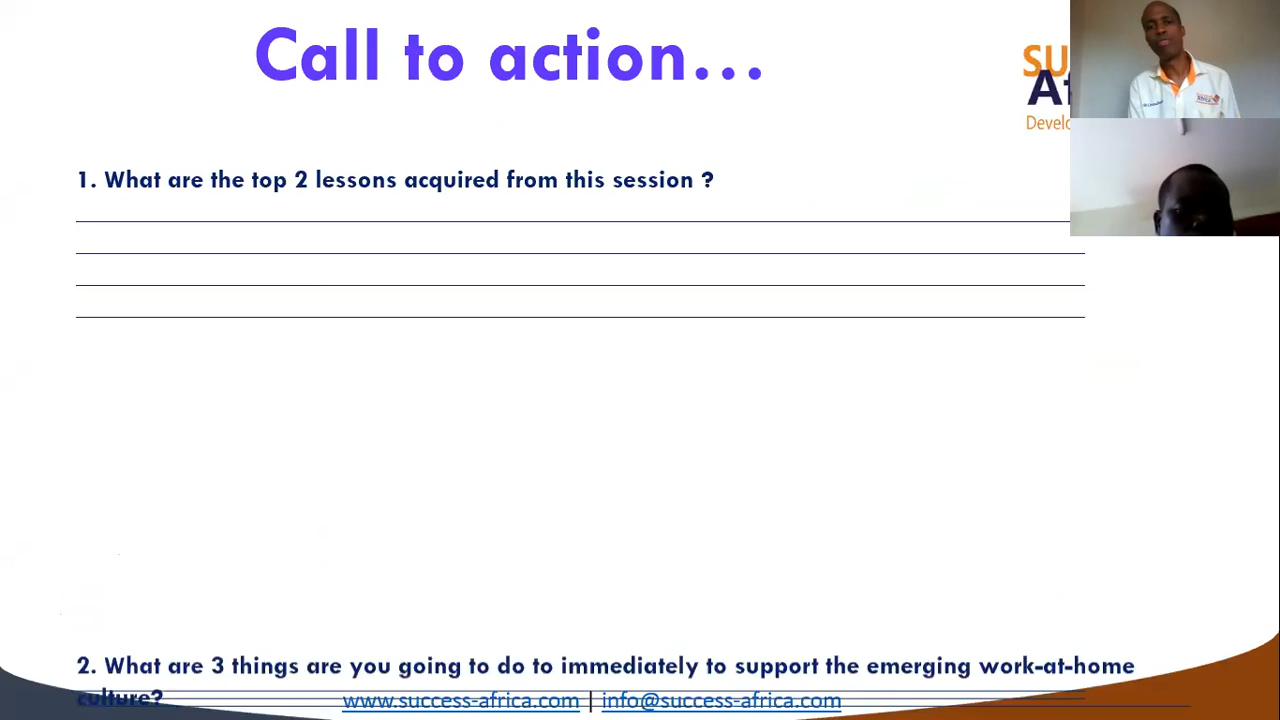 Call to action...
SU
Af
Develo
1. What are the top 2 lessons acquired from this session ?
2. What are 3 things are you going to do to immediately to support the emerging work-at-home
culture?
www.success-africa.com | info@success-africa.com